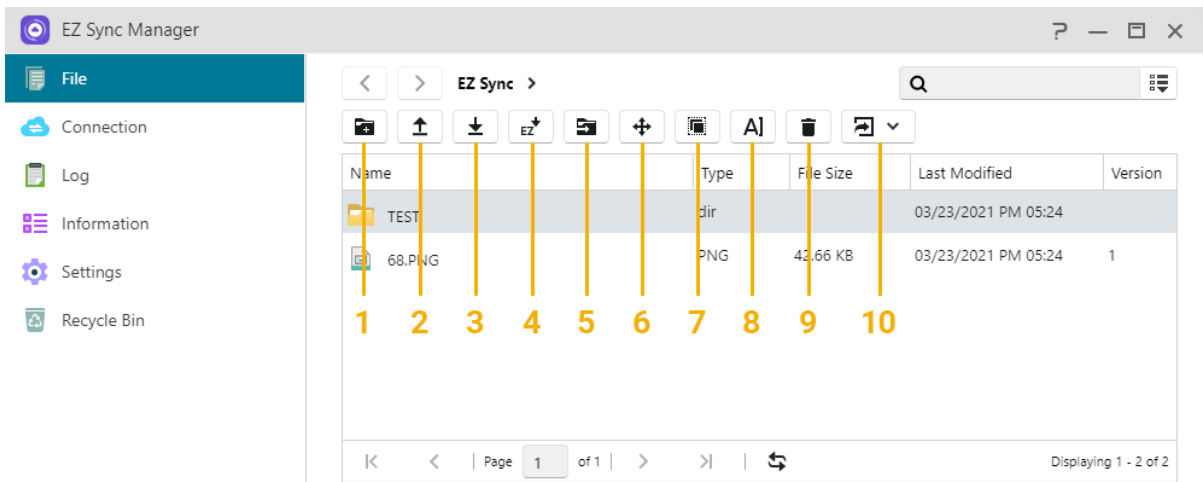 EZ Sync Manager
File
Connection
Log
Information
Settings
Recycle Bin
EZ Sync >
EZ
A]
Name Type File Size Last Modified Version
TEST dir 03/23/2021 PM 05:24
68.PNG PNG 42.66 KB 03/23/2021 PM 05:24 1
1 2 3 4 5 6 7 8 9 10
Page 1 of 1
Displaying 1 - 2 of 2